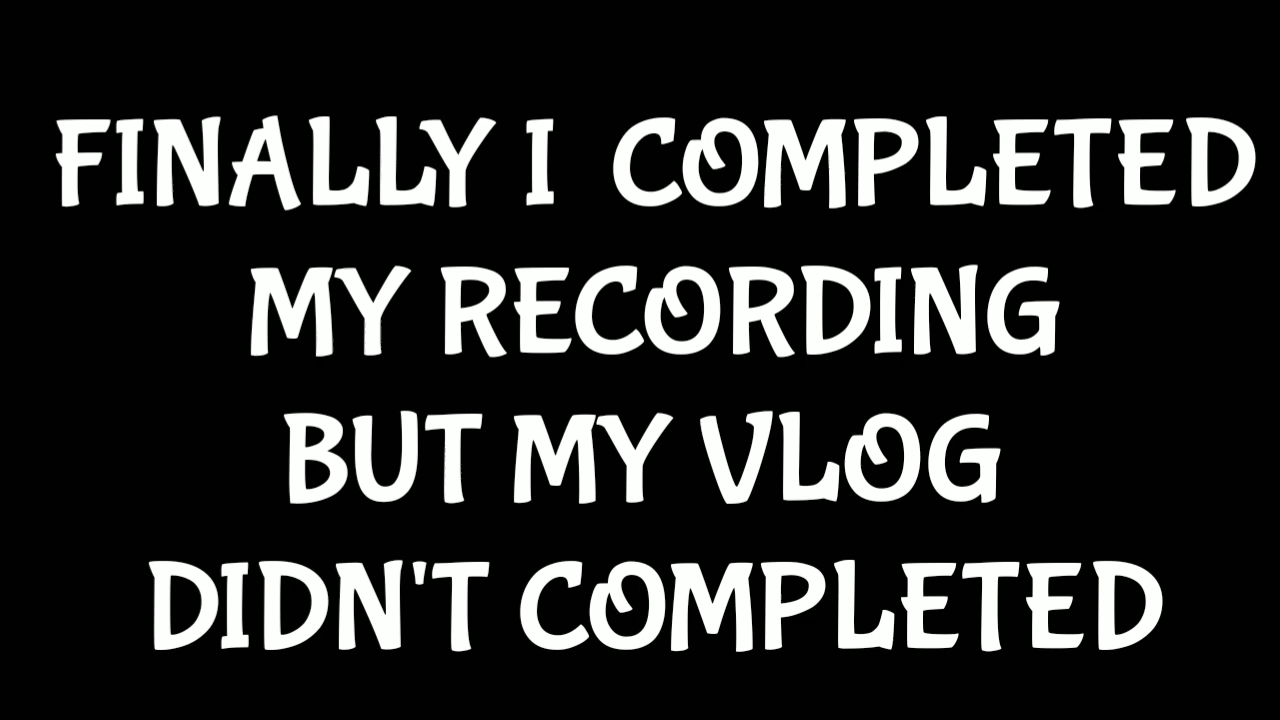 FINALLY I COMPLETED
MY RECORDING
BUT MY VLOG
DIDN'T COMPLETED